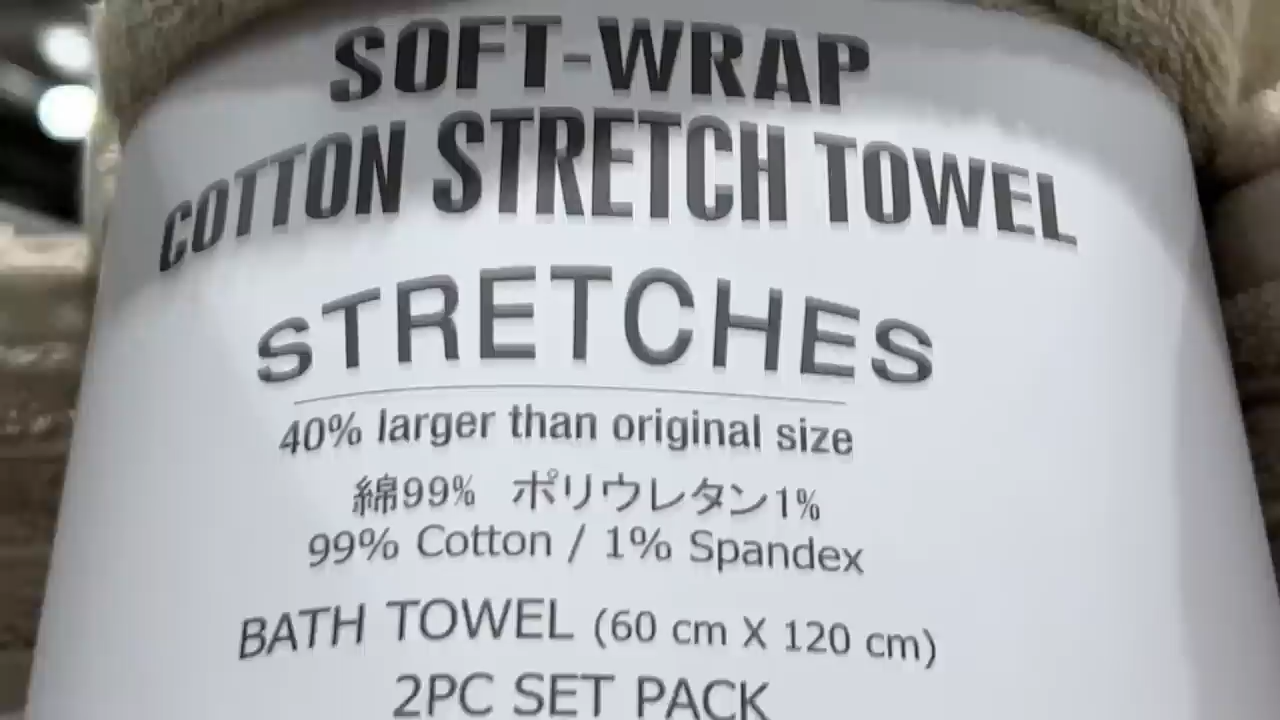 SOFT-WRAP
COTTON STRETCH TOWEL
STRETCHES
40% larger than original size
綿99% ポリウレタン1%
99% Cotton / 1% Spandex
BATH TOWEL (60 cm X 120 cm)
2PC SET PACK